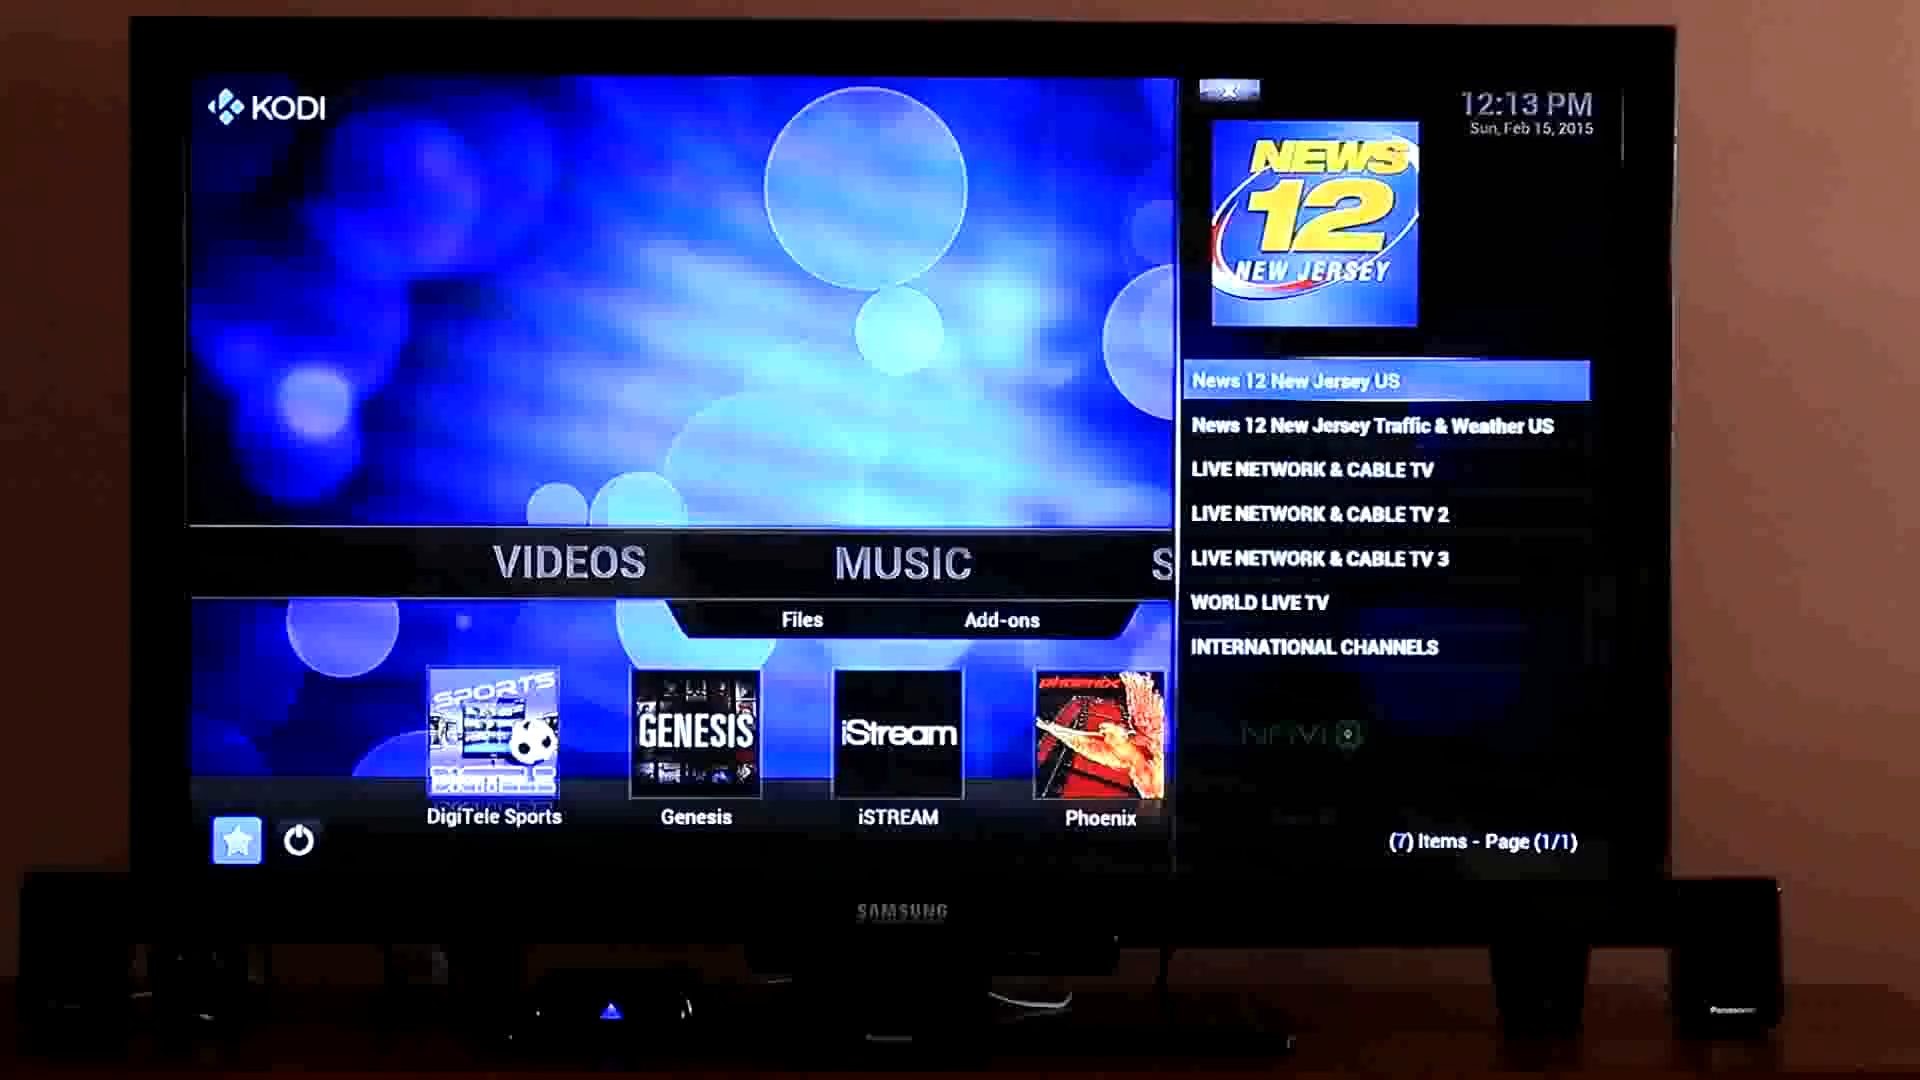 KODI
12:13 PM
Sun, Feb 15, 2015
NEWS
12
NEW JERSEY
News 12 New Jersey US
News 12 New Jersey Traffic & Weather US
LIVE NETWORK & CABLE TV
LIVE NETWORK & CABLE TV 2
LIVE NETWORK & CABLE TV 3
WORLD LIVE TV
INTERNATIONAL CHANNELS
VIDEOS
MUSIC
S
Files
Add-ons
SPORTS
GENESIS
iStream
phoenix
DigiTele Sports
Genesis
iSTREAM
Phoenix
(7) Items - Page (1/1)
SAMSUNG
Panasonic